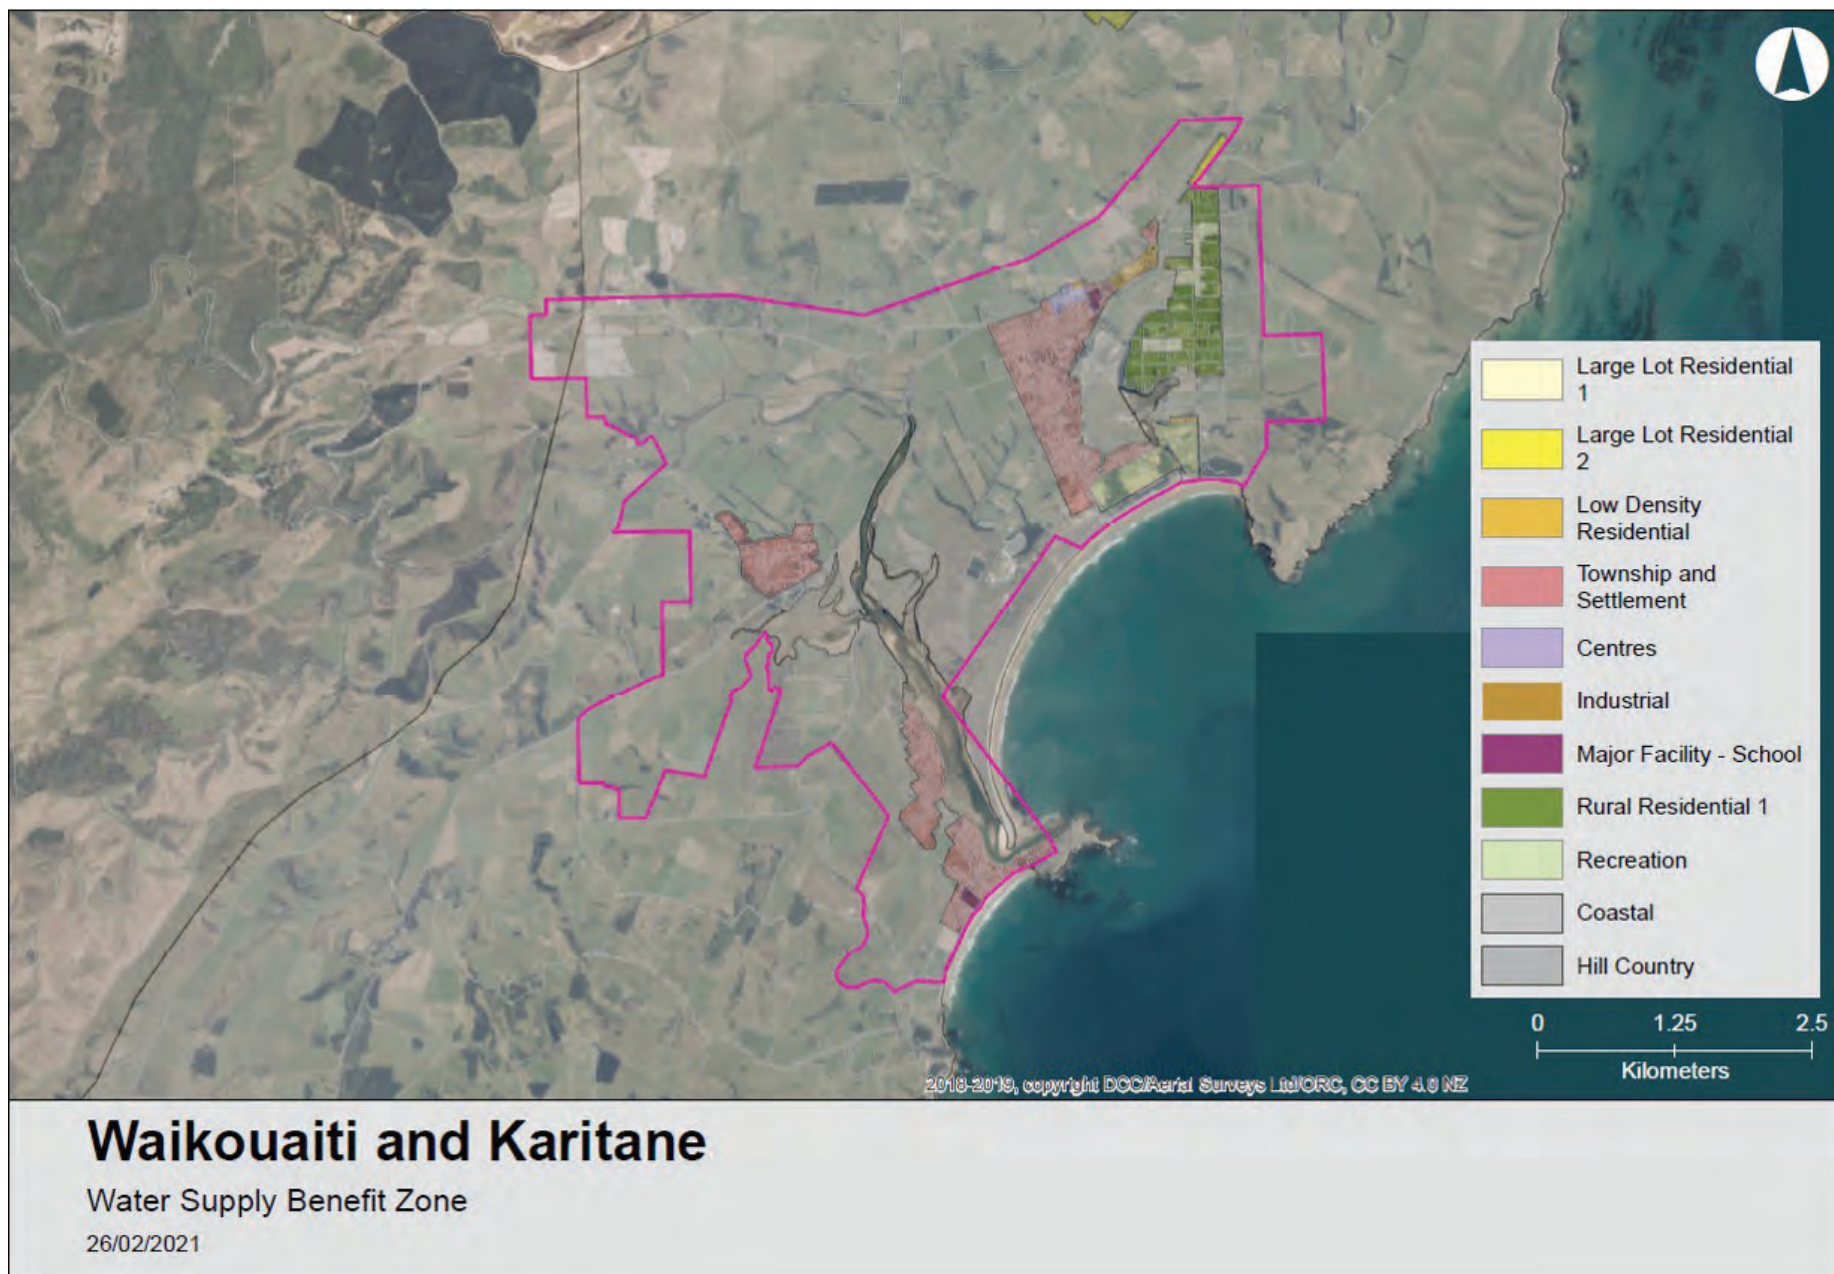 Large Lot Residential
1
Large Lot Residential
2
Low Density
Residential
Township and
Settlement
Centres
Industrial
Major Facility - School
Rural Residential 1
Recreation
Coastal
Hill Country
0 1.25 2.5
Kilometers
2018-2019, copyright DCC/Aerial Surveys Ltd/ORC, CC BY 4.0 NZ
Waikouaiti and Karitane
Water Supply Benefit Zone
26/02/2021